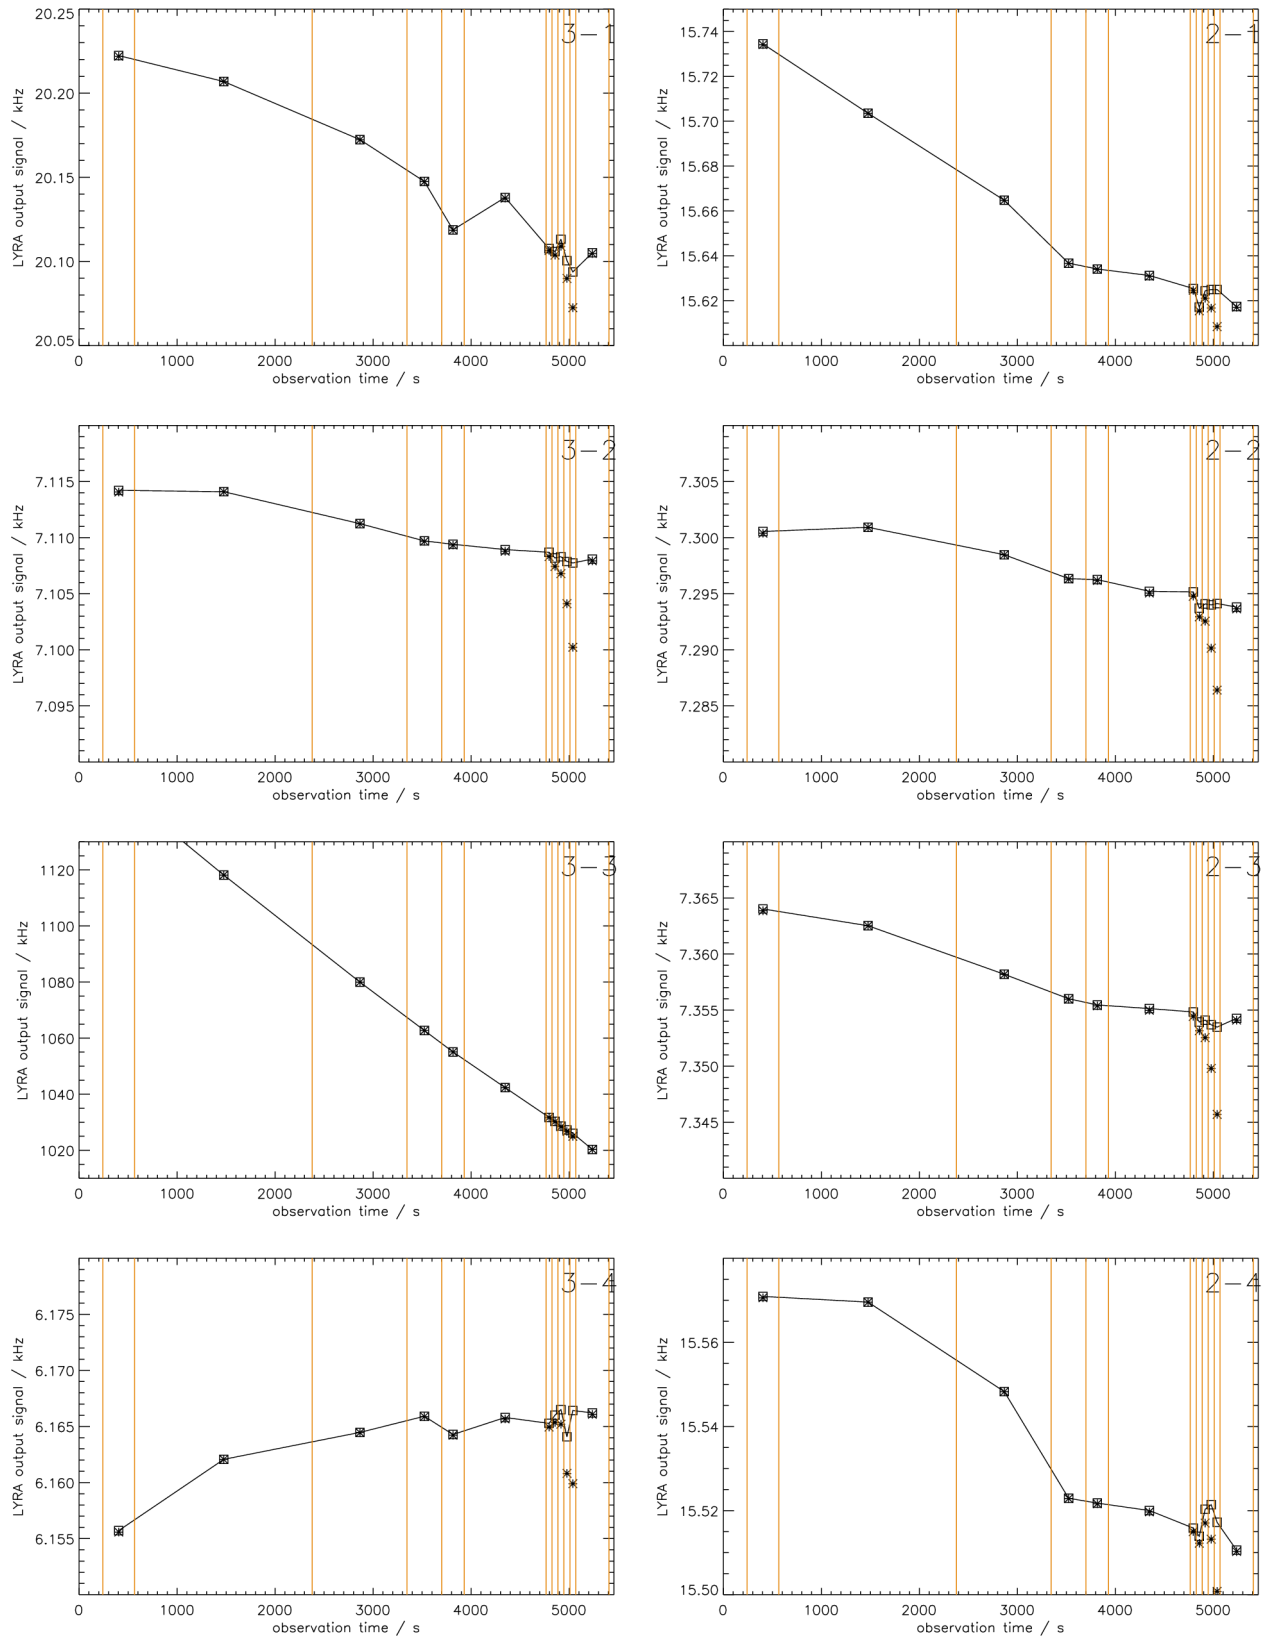 20.25
20.20
20.15
20.10
20.05
LYRA output signal / kHz
3-1
0 1000 2000 3000 4000 5000
observation time / s
15.74
15.72
15.70
15.68
15.66
15.64
15.62
LYRA output signal / kHz
2-1
0 1000 2000 3000 4000 5000
observation time / s
7.115
7.110
7.105
7.100
7.095
LYRA output signal / kHz
3-2
0 1000 2000 3000 4000 5000
observation time / s
7.305
7.300
7.295
7.290
7.285
LYRA output signal / kHz
2-2
0 1000 2000 3000 4000 5000
observation time / s
1120
1100
1080
1060
1040
1020
LYRA output signal / kHz
3-3
0 1000 2000 3000 4000 5000
observation time / s
7.365
7.360
7.355
7.350
7.345
LYRA output signal / kHz
2-3
0 1000 2000 3000 4000 5000
observation time / s
6.175
6.170
6.165
6.160
6.155
LYRA output signal / kHz
3-4
0 1000 2000 3000 4000 5000
observation time / s
15.56
15.54
15.52
15.50
LYRA output signal / kHz
2-4
0 1000 2000 3000 4000 5000
observation time / s